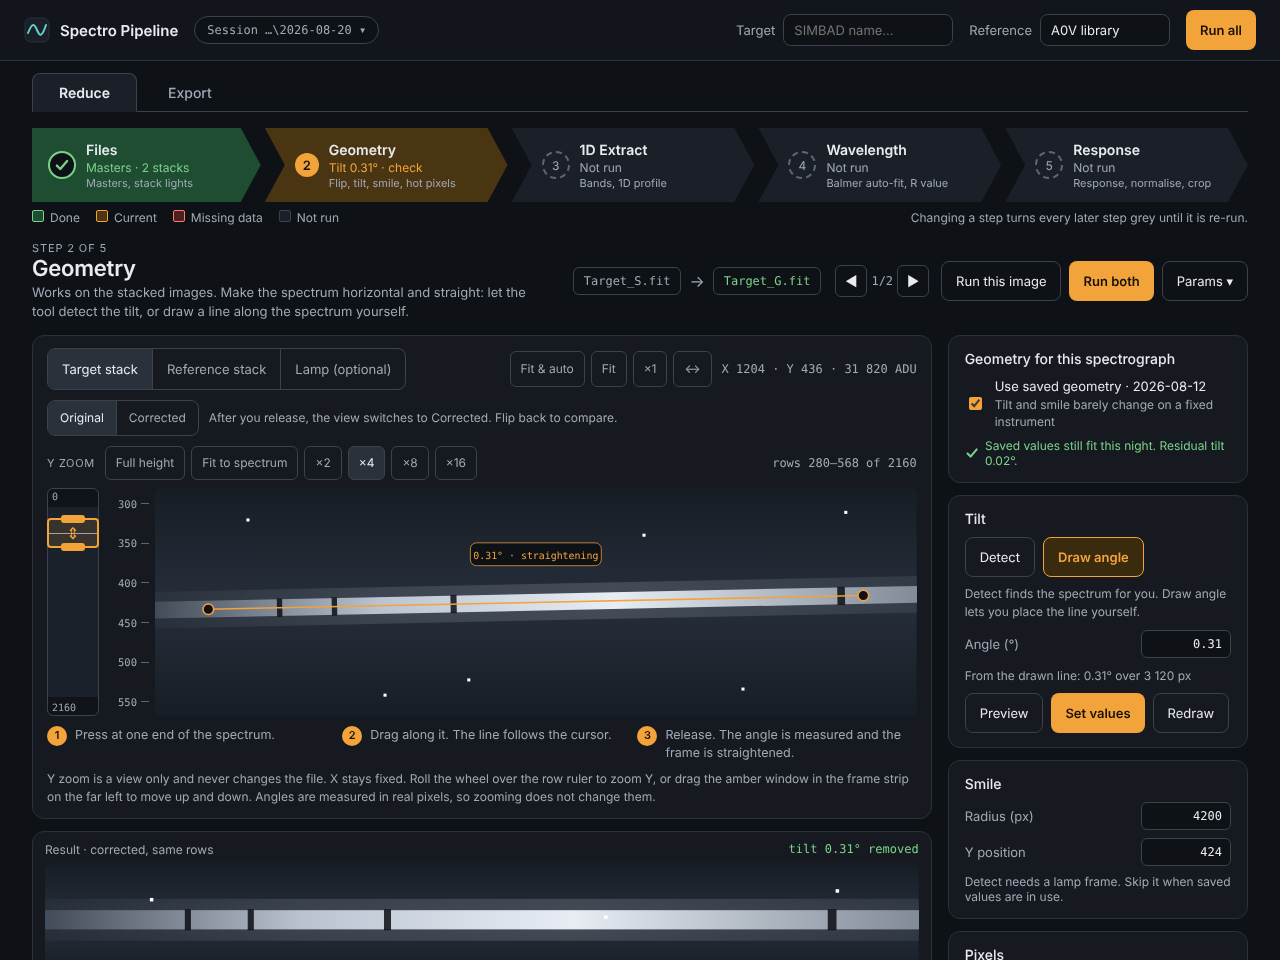 Spectro Pipeline
Session …\2026-08-20 ▾
Target
SIMBAD name...
Reference
A0V library
Run all
Reduce
Export
Files
Masters · 2 stacks
Masters, stack lights
2
Geometry
Tilt 0.31° · check
Flip, tilt, smile, hot pixels
3
1D Extract
Not run
Bands, 1D profile
4
Wavelength
Not run
Balmer auto-fit, R value
5
Response
Not run
Response, normalise, crop
Done
Current
Missing data
Not run
Changing a step turns every later step grey until it is re-run.
STEP 2 OF 5
Geometry
Works on the stacked images. Make the spectrum horizontal and straight: let the
tool detect the tilt, or draw a line along the spectrum yourself.
Target_S.fit
→
Target_G.fit
◀
1/2
▶
Run this image
Run both
Params ▾
Target stack
Reference stack
Lamp (optional)
Fit & auto
Fit
×1
↔
X 1204 · Y 436 · 31 820 ADU
Original
Corrected
After you release, the view switches to Corrected. Flip back to compare.
Y ZOOM
Full height
Fit to spectrum
×2
×4
×8
×16
rows 280–568 of 2160
0
⇕
2160
300
350
400
450
500
550
0.31° · straightening
1
Press at one end of the spectrum.
2
Drag along it. The line follows the cursor.
3
Release. The angle is measured and the
frame is straightened.
Y zoom is a view only and never changes the file. X stays fixed. Roll the wheel over the row ruler to zoom Y, or drag the amber window in the frame strip
on the far left to move up and down. Angles are measured in real pixels, so zooming does not change them.
Result · corrected, same rows
tilt 0.31° removed
Geometry for this spectrograph
Use saved geometry · 2026-08-12
Tilt and smile barely change on a fixed
instrument
Saved values still fit this night. Residual tilt
0.02°.
Tilt
Detect
Draw angle
Detect finds the spectrum for you. Draw angle
lets you place the line yourself.
Angle (°)
0.31
From the drawn line: 0.31° over 3 120 px
Preview
Set values
Redraw
Smile
Radius (px)
4200
Y position
424
Detect needs a lamp frame. Skip it when saved
values are in use.
Pixels